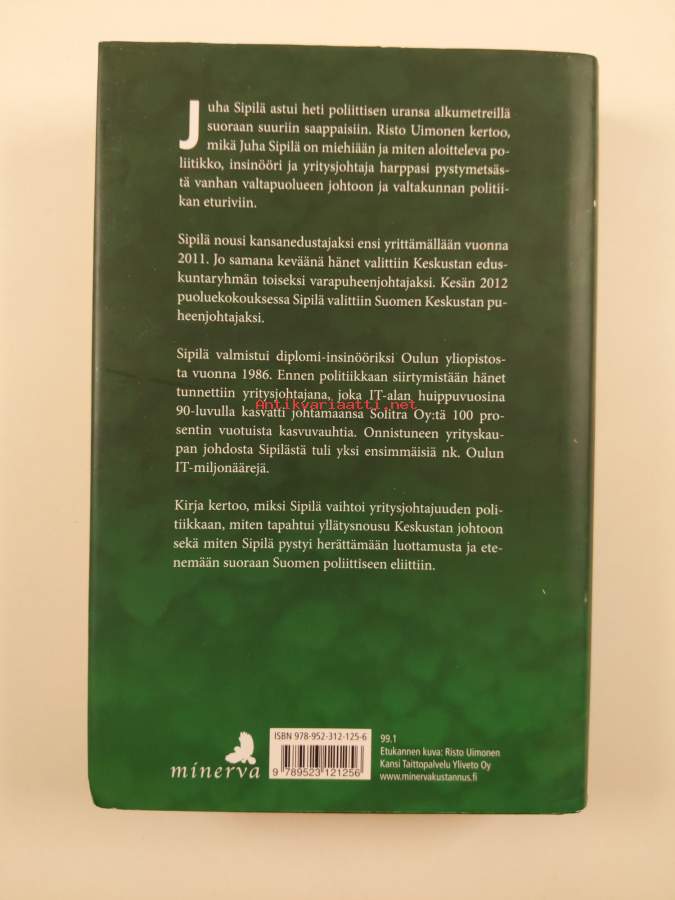 Juha Sipilä astui heti poliittisen uransa alkumetreillä
suoraan suuriin saappaisiin. Risto Uimonen kertoo,
mikä Juha Sipilä on miehiään ja miten aloitteleva po-
liitikko, insinööri ja yritysjohtaja harppasi pystymetsäs-
tä vanhan valtapuolueen johtoon ja valtakunnan politii-
kan eturiviin.
Sipilä nousi kansanedustajaksi ensi yrittämällään vuonna
2011. Jo samana keväänä hänet valittiin Keskustan edus-
kuntaryhmän toiseksi varapuheenjohtajaksi. Kesän 2012
puoluekokouksessa Sipilä valittiin Suomen Keskustan pu-
heenjohtajaksi.
Sipilä valmistui diplomi-insinööriksi Oulun yliopistos-
ta vuonna 1986. Ennen politiikkaan siirtymistään hänet
tunnettiin yritysjohtajana, joka IT-alan huippuvuosina
Antikvariaatti.net
90-luvulla kasvatti johtamaansa Solitra Oy:tä 100 pro-
sentin vuotuista kasvuvauhtia. Onnistuneen yrityskau-
pan johdosta Sipilästä tuli yksi ensimmäisiä nk. Oulun
IT-miljonäärejä.
Kirja kertoo, miksi Sipilä vaihtoi yritysjohtajuuden poli-
tiikkaan, miten tapahtui yllätysnousu Keskustan johtoon
sekä miten Sipilä pystyi herättämään luottamusta ja ete-
nemään suoraan Suomen poliittiseen eliittiin.
minerva
ISBN 978-952-312-125-6
9 789523 121256
99.1
Etukannen kuva: Risto Uimonen
Kansi Taittopalvelu Yliveto Oy
www.minervakustannus.fi